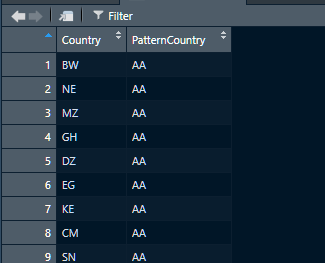 Filter
Country PatternCountry
1 BW AA
2 NE AA
3 MZ AA
4 GH AA
5 DZ AA
6 EG AA
7 KE AA
8 CM AA
9 SN AA